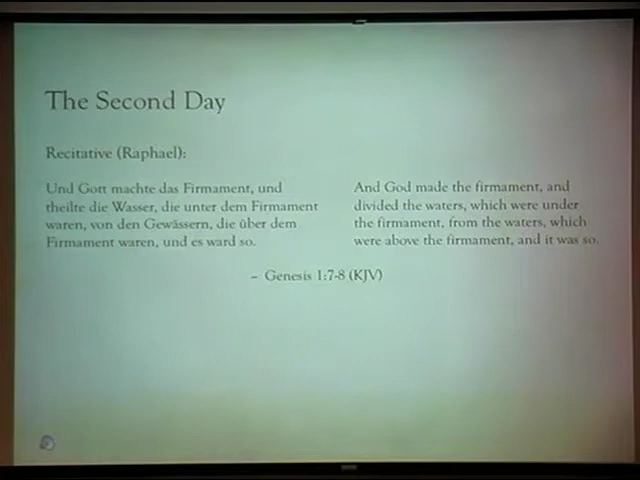 The Second Day
Recitative (Raphael):
Und Gott machte das Firmament, und
theilte die Wasser, die unter dem Firmament
waren, von den Gewässern, die über dem
Firmament waren, und es ward so.
And God made the firmament, and
divided the waters, which were under
the firmament, from the waters, which
were above the firmament, and it was so.
– Genesis 1:7-8 (KJV)